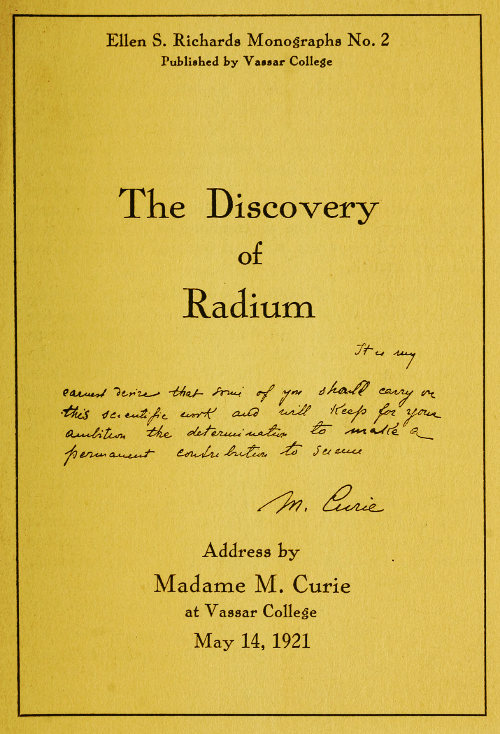 Ellen S. Richards Monographs No. 2
Published by Vassar College
The Discovery
of
Radium
It is my
earnest desire that some of you should carry on
this scientific work and will keep for your
ambition the determination to make a
permanent contribution to science
M. Curie
Address by
Madame M. Curie
at Vassar College
May 14, 1921